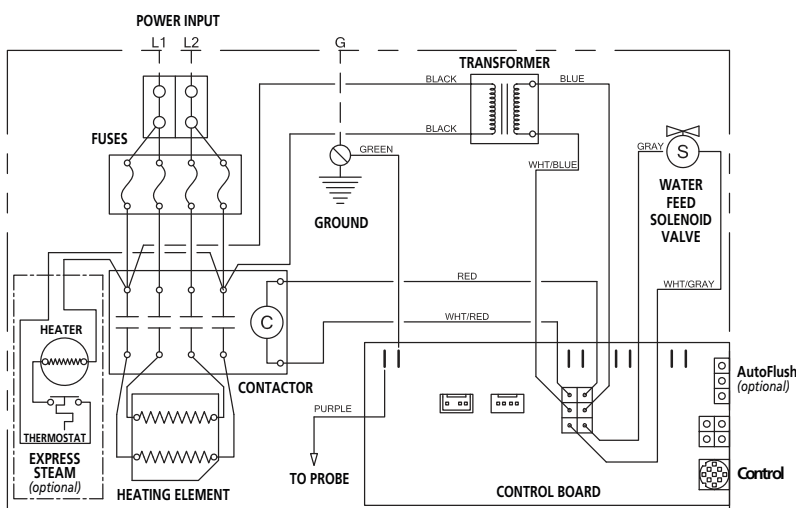 POWER INPUT
L1 L2
G
TRANSFORMER
BLACK
BLUE
FUSES
BLACK
GREEN
GRAY
S
WHT/BLUE
WATER
FEED
SOLENOID
VALVE
GROUND
RED
WHT/GRAY
HEATER
C
WHT/RED
CONTACTOR
AutoFlush
(optional)
PURPLE
THERMOSTAT
EXPRESS
STEAM
(optional)
HEATING ELEMENT
TO PROBE
CONTROL BOARD
Control